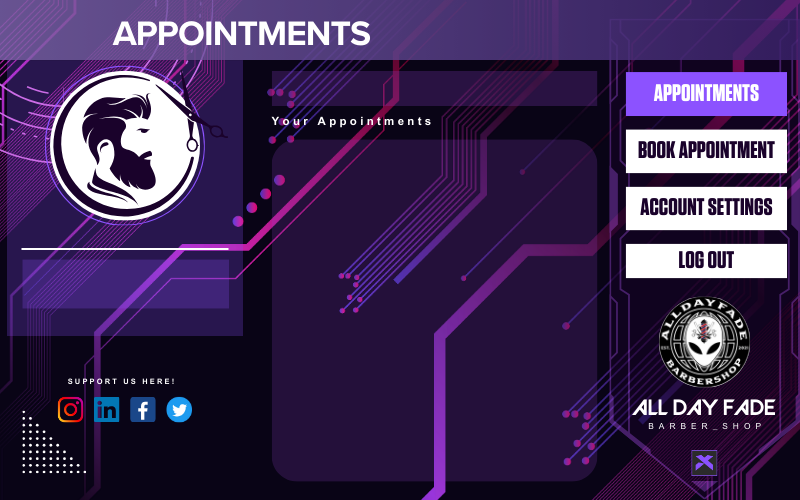 APPOINTMENTS
Your Appointments
SUPPORT US HERE!
in
f
APPOINTMENTS
BOOK APPOINTMENT
ACCOUNT SETTINGS
LOG OUT
ALLDAYFADE
BARBERSHOP
ALL DAY FADE
BARBER_SHOP